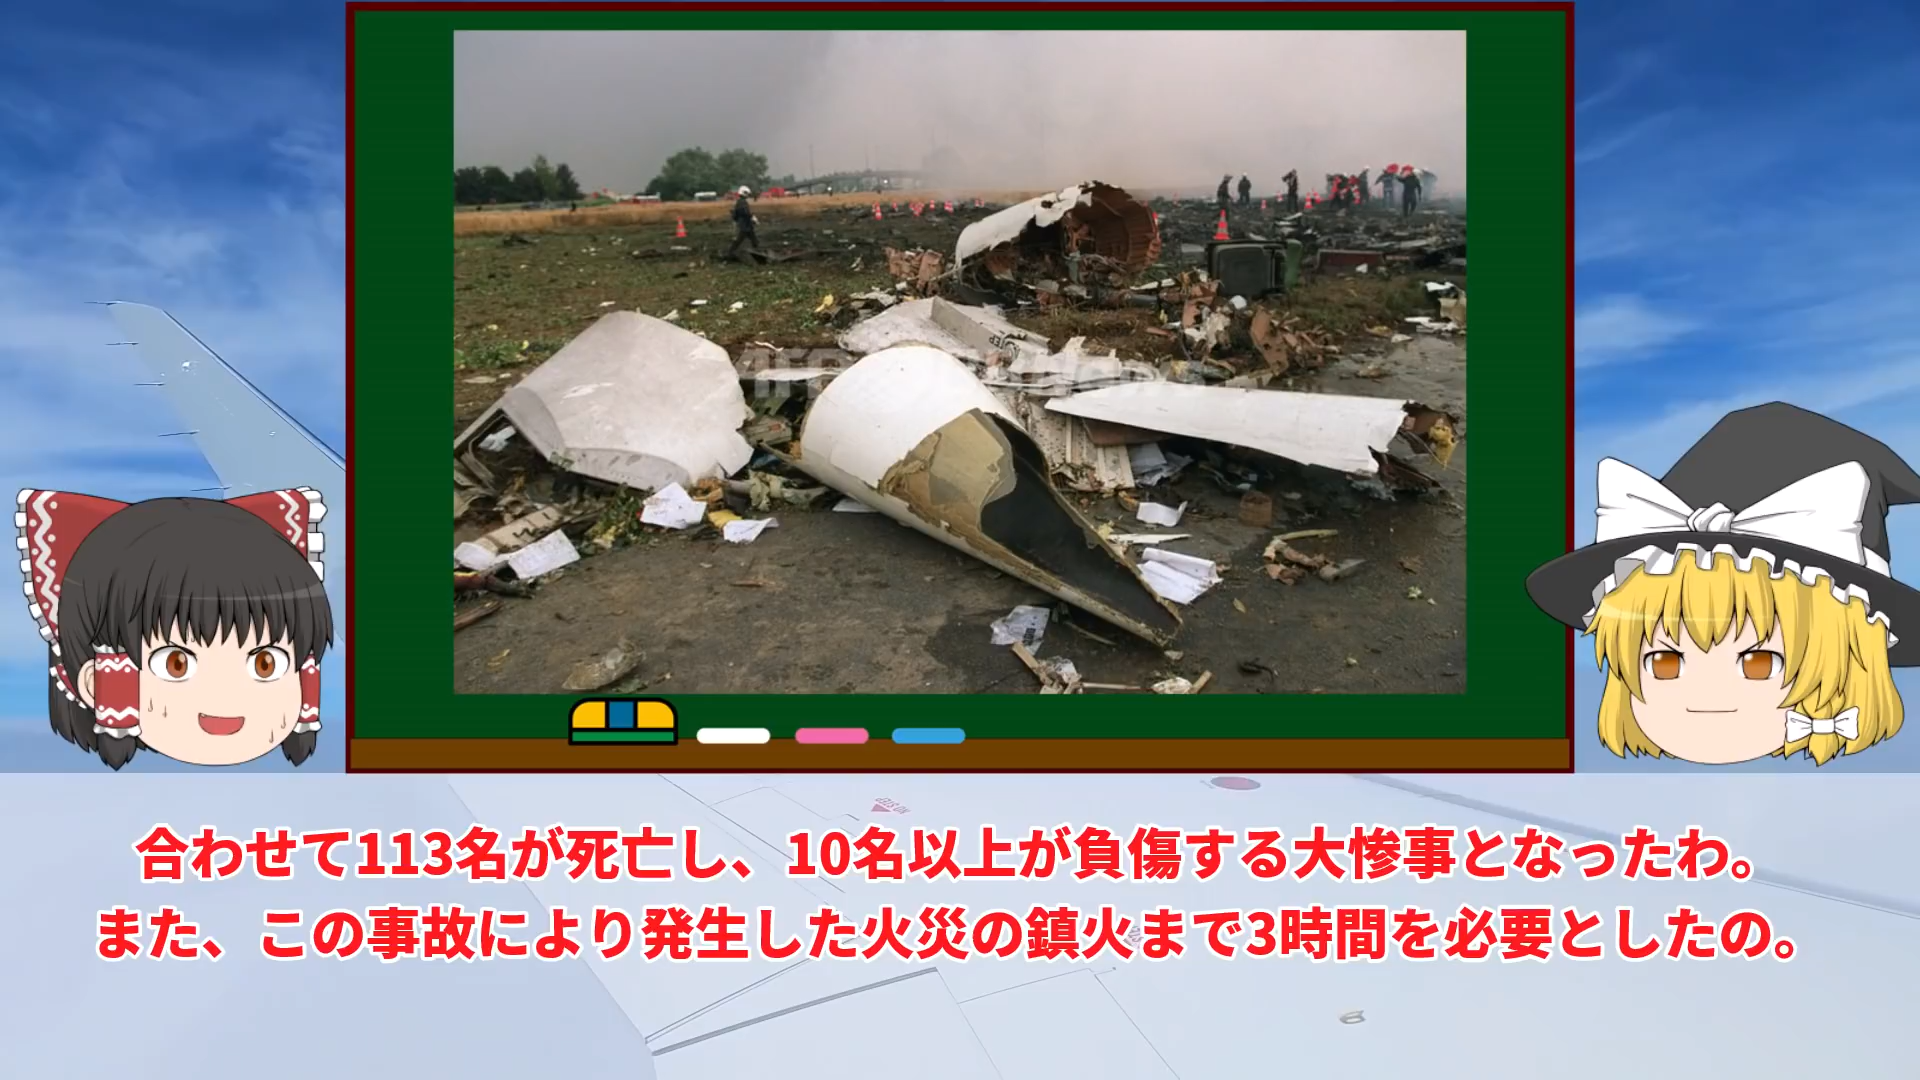 合わせて113名が死亡し、10名以上が負傷する大惨事となったわ。
また、この事故により発生した火災の鎮火まで3時間を必要としたの。